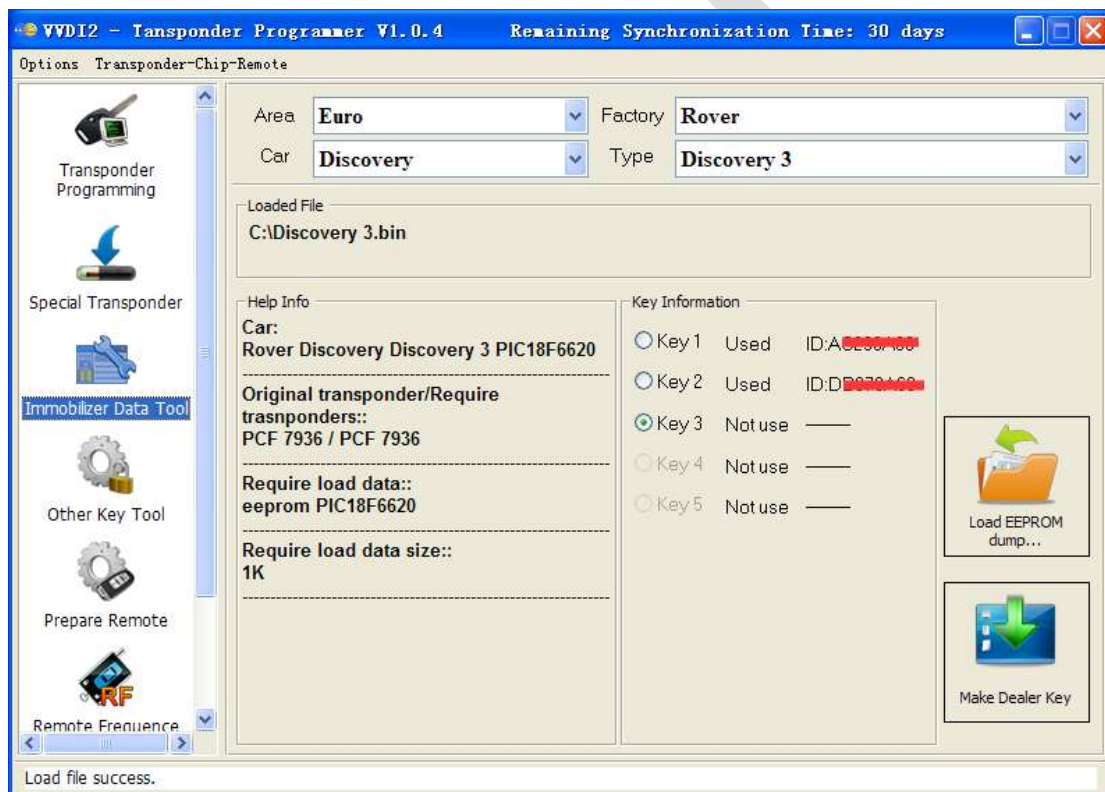 VVDI2 - Tansponder Programmer V1.0.4 Remaining Synchronization Time: 30 days
Options Transponder-Chip-Remote
Transponder
Programming
Special Transponder
Immobilizer Data Tool
Other Key Tool
Prepare Remote
RF
Remote Frequence
Area Euro Factory Rover
Car Discovery Type Discovery 3
Loaded File
C:\Discovery 3.bin
Help Info
Car:
Rover Discovery Discovery 3 PIC18F6620
Original transponder/Require
trasnponders::
PCF 7936 / PCF 7936
Require load data::
eeprom PIC18F6620
Require load data size::
1K
Key Information
Key 1 Used
Key 2 Used
Key 3 Not use
Key 4 Not use
Key 5 Not use
Load EEPROM
dump...
Make Dealer Key
Load file success.